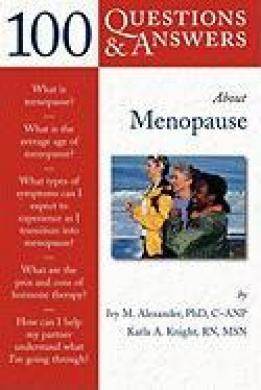 100 QUESTIONS
& ANSWERS
About
Menopause
What is
menopause?
What is the
average age of
menopause?
What types of
symptoms can I
expect to
experience as I
transition into
menopause?
What are the
pros and cons of
hormone therapy?
How can I help
my partner
understand what
I'm going through?
by
Ivy M. Alexander, PhD, C-ANP
Karla A. Knight, RN, MSN